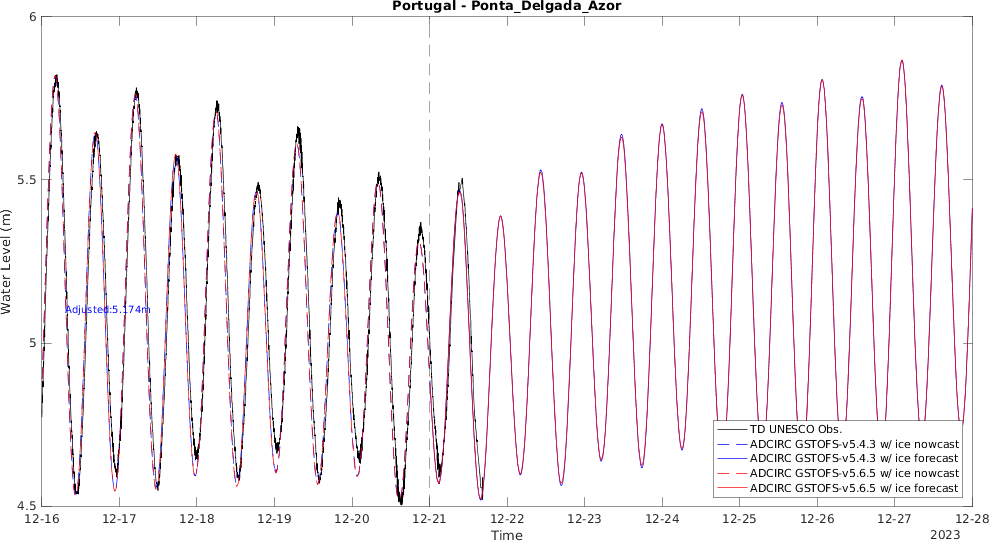 Portugal - Ponta_Delgada_Azor
6
5.5
5
4.5
Water Level (m)
Adjusted:5.174m
TD UNESCO Obs.
ADCIRC GSTOFS-v5.4.3 w/ ice nowcast
ADCIRC GSTOFS-v5.4.3 w/ ice forecast
ADCIRC GSTOFS-v5.6.5 w/ ice nowcast
ADCIRC GSTOFS-v5.6.5 w/ ice forecast
12-16 12-17 12-18 12-19 12-20 12-21 12-22 12-23 12-24 12-25 12-26 12-27 12-28
Time
2023